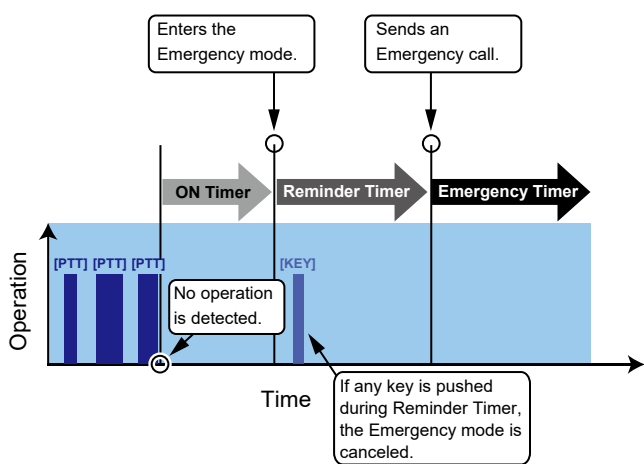 Enters the
Emergency mode.
Sends an
Emergency call.
ON Timer
Reminder Timer
Emergency Timer
[PTT] [PTT] [PTT]
[KEY]
No operation
is detected.
Operation
Time
If any key is pushed
during Reminder Timer,
the Emergency mode is
canceled.